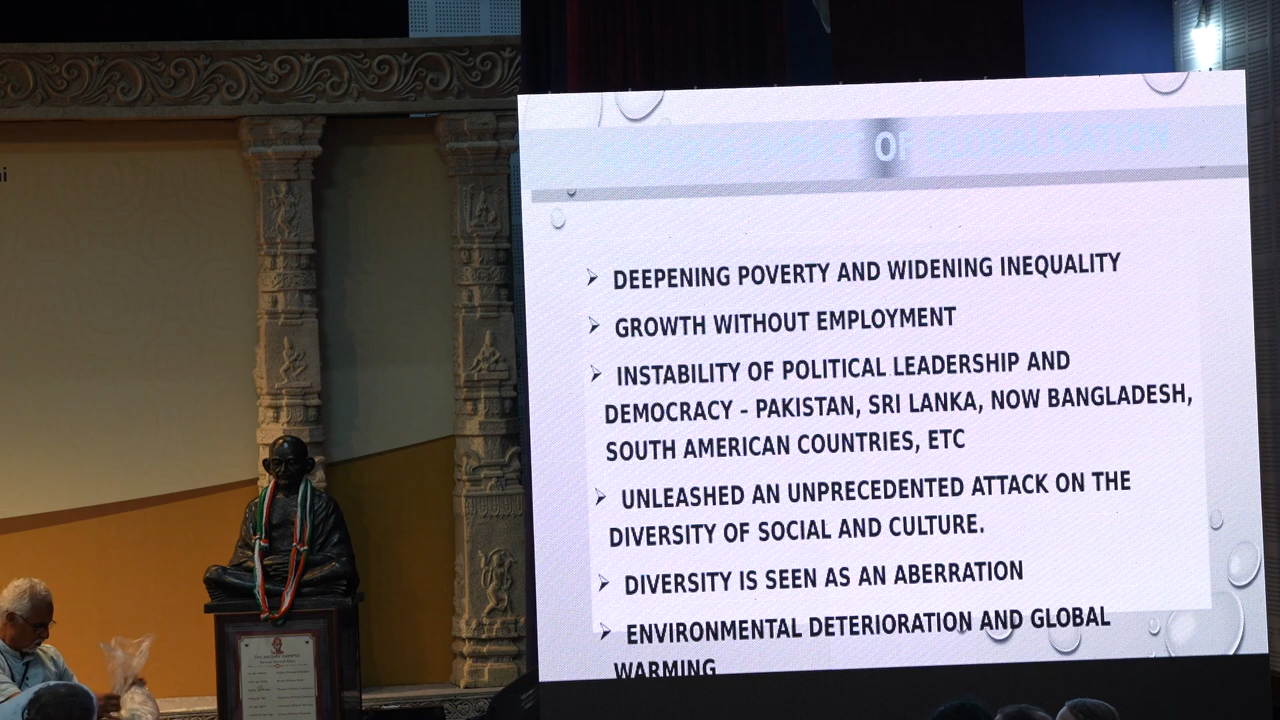 OF GLOBALISATION
➢ DEEPENING POVERTY AND WIDENING INEQUALITY
➢ GROWTH WITHOUT EMPLOYMENT
➢ INSTABILITY OF POLITICAL LEADERSHIP AND
DEMOCRACY – PAKISTAN, SRI LANKA, NOW BANGLADESH,
SOUTH AMERICAN COUNTRIES, ETC
➢ UNLEASHED AN UNPRECEDENTED ATTACK ON THE
DIVERSITY OF SOCIAL AND CULTURE.
➢ DIVERSITY IS SEEN AS AN ABERRATION
➢ ENVIRONMENTAL DETERIORATION AND GLOBAL
WARMING